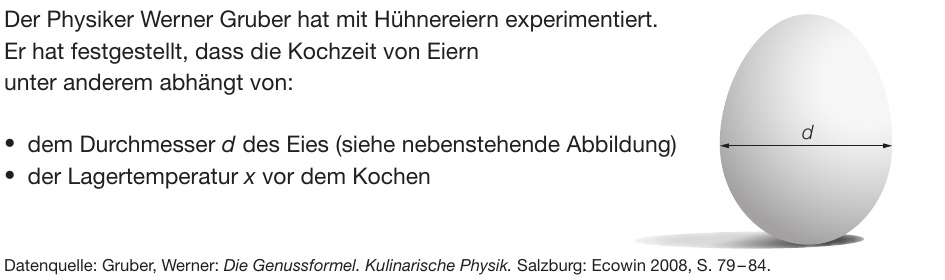 Der Physiker Werner Gruber hat mit Hühnereiern experimentiert.
Er hat festgestellt, dass die Kochzeit von Eiern
unter anderem abhängt von:
• dem Durchmesser d des Eies (siehe nebenstehende Abbildung)
• der Lagertemperatur x vor dem Kochen
d
Datenquelle: Gruber, Werner: Die Genussformel. Kulinarische Physik. Salzburg: Ecowin 2008, S. 79–84.